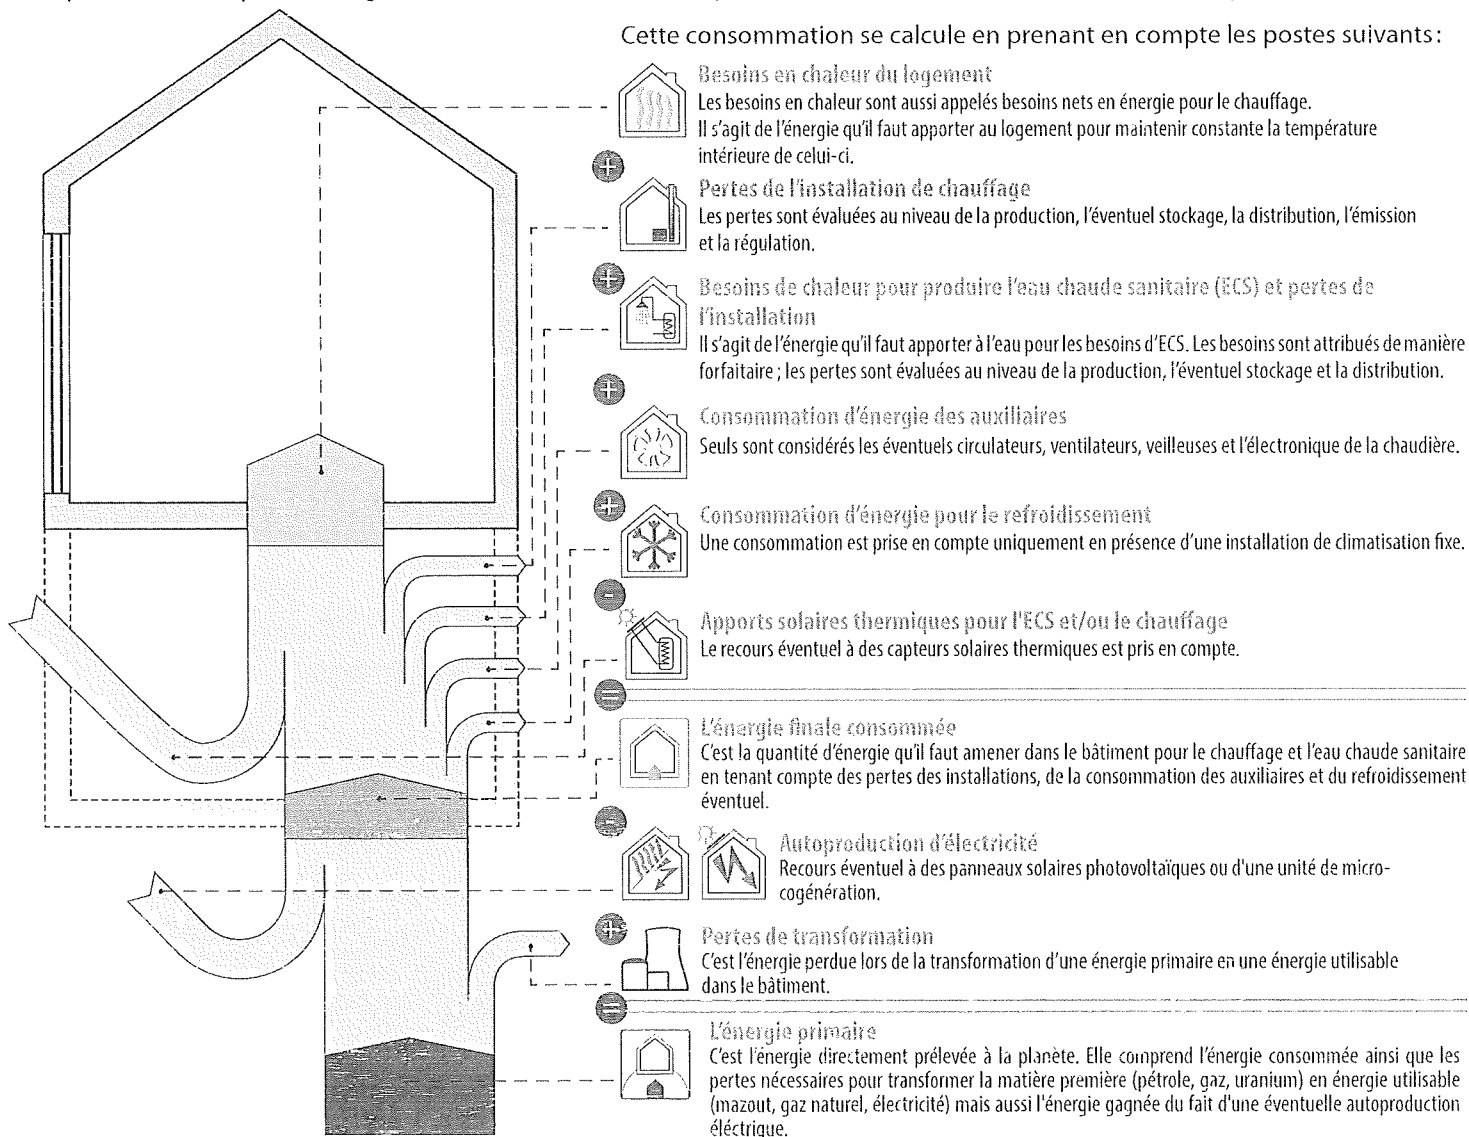 Cette consommation se calcule en prenant en compte les postes suivants :
Besoins en chaleur du logement
Les besoins en chaleur sont aussi appelés besoins nets en énergie pour le chauffage.
Il s'agit de l'énergie qu'il faut apporter au logement pour maintenir constante la température
intérieure de celui-ci.
+
Pertes de l'installation de chauffage
Les pertes sont évaluées au niveau de la production, l'éventuel stockage, la distribution, l'émission
et la régulation.
+
Besoins de chaleur pour produire l'eau chaude sanitaire (ECS) et pertes de
l'installation
Il s'agit de l'énergie qu'il faut apporter à l'eau pour les besoins d'ECS. Les besoins sont attribués de manière
forfaitaire ; les pertes sont évaluées au niveau de la production, l'éventuel stockage et la distribution.
+
Consommation d'énergie des auxiliaires
Seuls sont considérés les éventuels circulateurs, ventilateurs, veilleuses et l'électronique de la chaudière.
+
Consommation d'énergie pour le refroidissement
Une consommation est prise en compte uniquement en présence d'une installation de climatisation fixe.
-
Apports solaires thermiques pour l'ECS et/ou le chauffage
Le recours éventuel à des capteurs solaires thermiques est pris en compte.
=
L'énergie finale consommée
C'est la quantité d'énergie qu'il faut amener dans le bâtiment pour le chauffage et l'eau chaude sanitaire
en tenant compte des pertes des installations, de la consommation des auxiliaires et du refroidissement
éventuel.
-
Autoproduction d'électricité
Recours éventuel à des panneaux solaires photovoltaïques ou d'une unité de micro-
cogénération.
+
Pertes de transformation
C'est l'énergie perdue lors de la transformation d'une énergie primaire en une énergie utilisable
dans le bâtiment.
=
L'énergie primaire
C'est l'énergie directement prélevée à la planète. Elle comprend l'énergie consommée ainsi que les
pertes nécessaires pour transformer la matière première (pétrole, gaz, uranium) en énergie utilisable
(mazout, gaz naturel, électricité) mais aussi l'énergie gagnée du fait d'une éventuelle autoproduction
éléctrique.